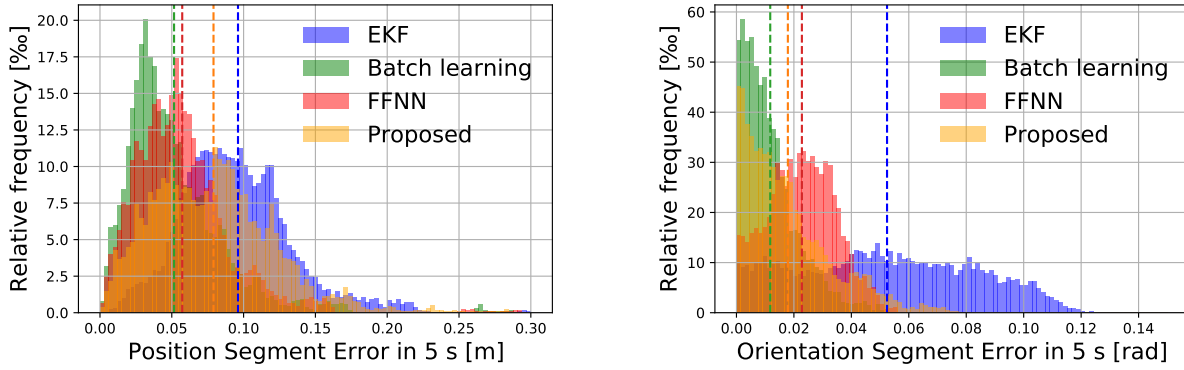 Relative frequency [‰]
20.0
17.5
15.0
12.5
10.0
7.5
5.0
2.5
0.0
EKF
Batch learning
FFNN
Proposed
0.00 0.05 0.10 0.15 0.20 0.25 0.30
Position Segment Error in 5 s [m]
Relative frequency [‰]
60
50
40
30
20
10
0
EKF
Batch learning
FFNN
Proposed
0.00 0.02 0.04 0.06 0.08 0.10 0.12 0.14
Orientation Segment Error in 5 s [rad]